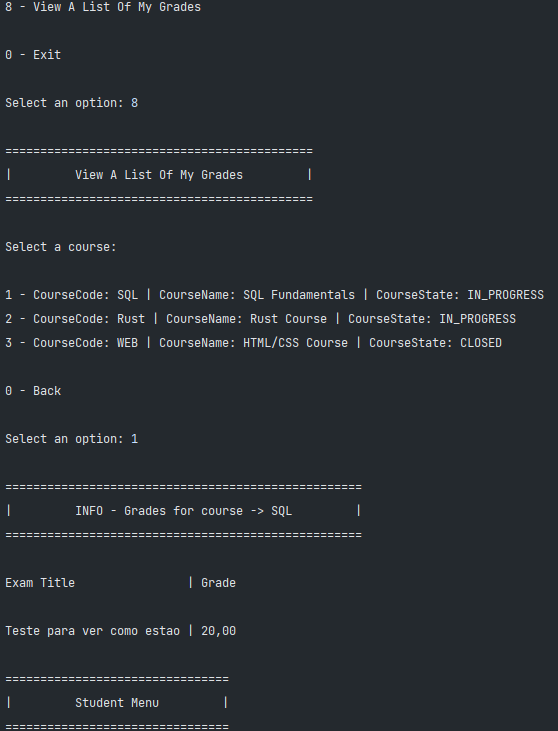 8 - View A List Of My Grades
0 - Exit
Select an option: 8
============================================
|         View A List Of My Grades         |
============================================
Select a course:
1 - CourseCode: SQL | CourseName: SQL Fundamentals | CourseState: IN_PROGRESS
2 - CourseCode: Rust | CourseName: Rust Course | CourseState: IN_PROGRESS
3 - CourseCode: WEB | CourseName: HTML/CSS Course | CourseState: CLOSED
0 - Back
Select an option: 1
===================================================
|         INFO - Grades for course -> SQL         |
===================================================
Exam Title                | Grade
Teste para ver como estao | 20,00
================================
|         Student Menu         |
================================